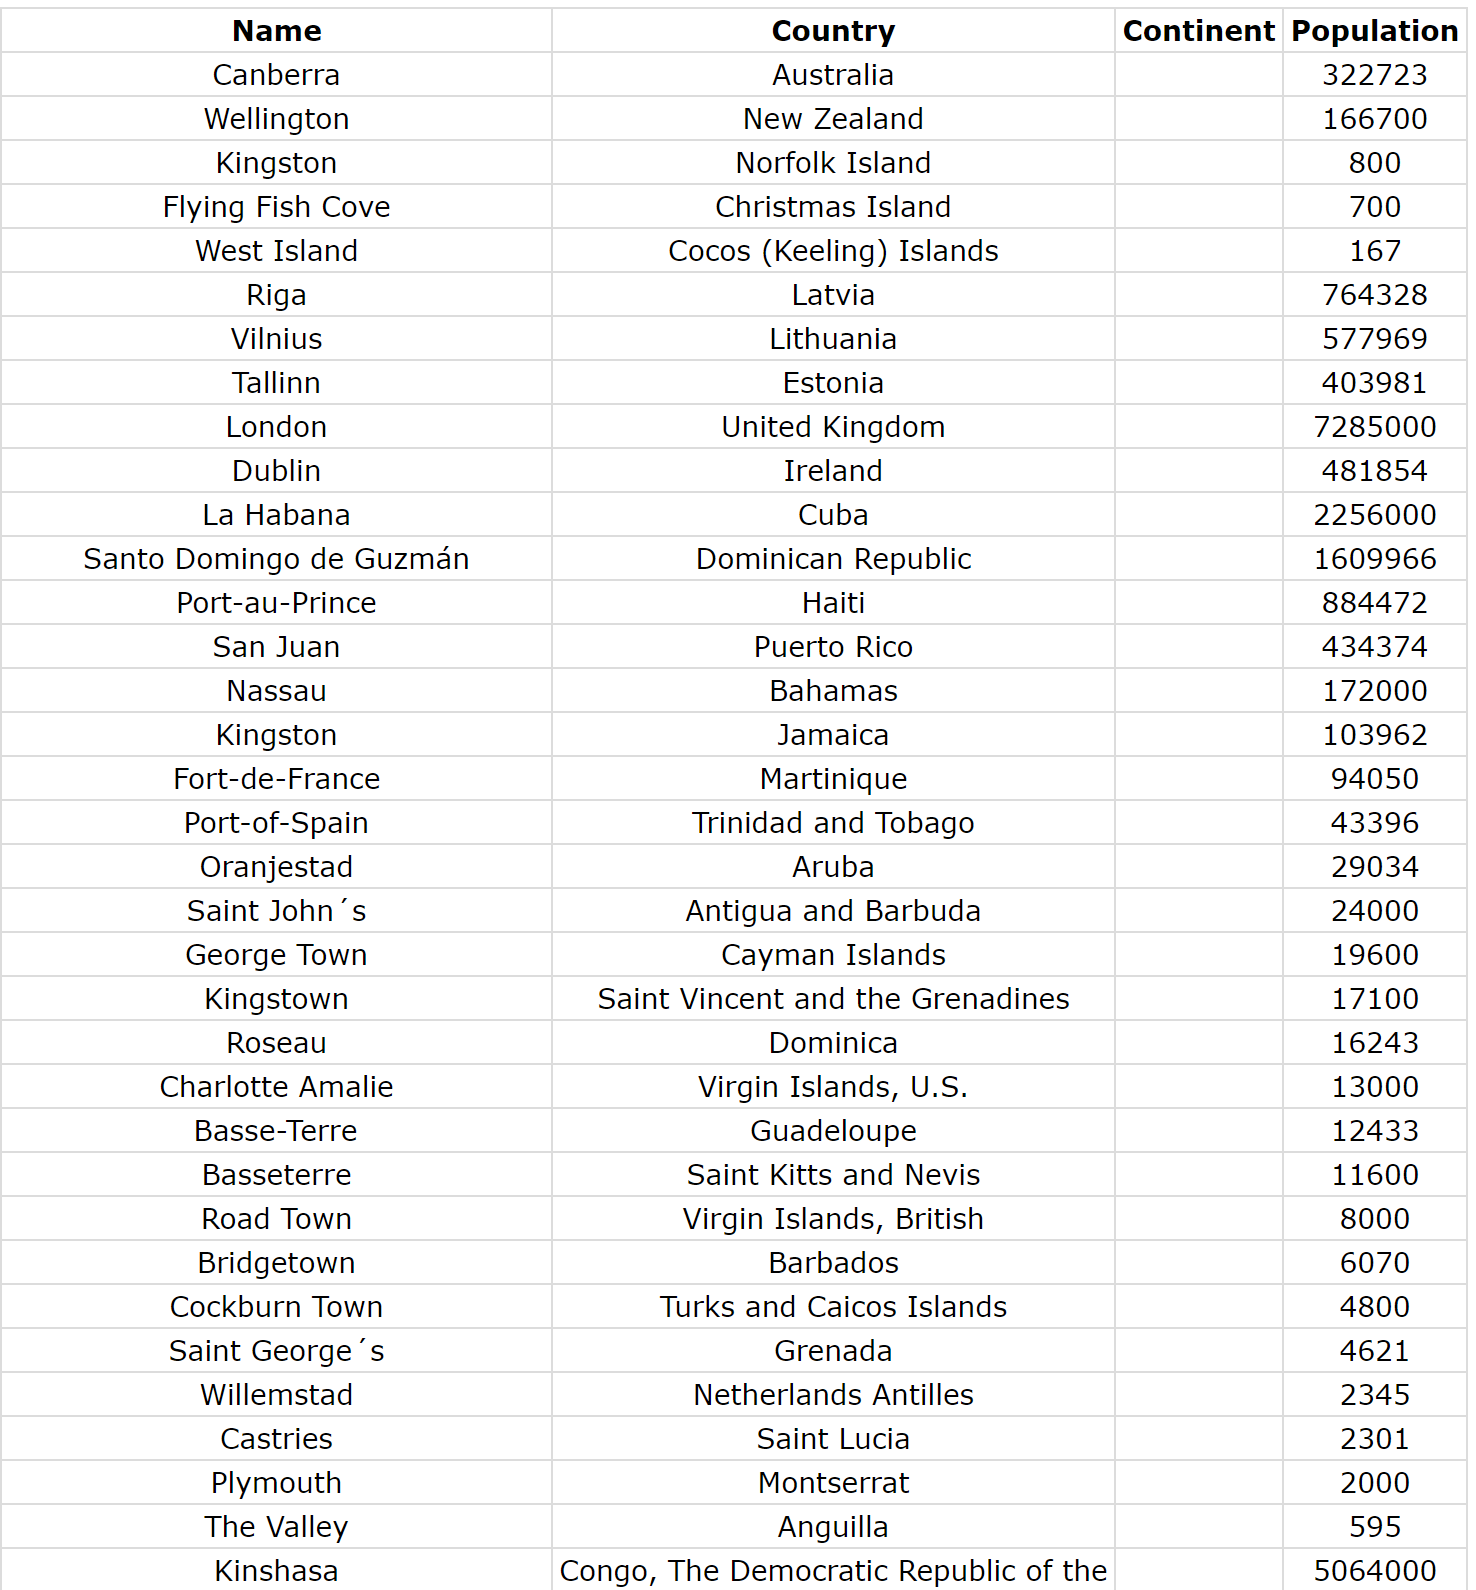 Name Country Continent Population
Canberra Australia 322723
Wellington New Zealand 166700
Kingston Norfolk Island 800
Flying Fish Cove Christmas Island 700
West Island Cocos (Keeling) Islands 167
Riga Latvia 764328
Vilnius Lithuania 577969
Tallinn Estonia 403981
London United Kingdom 7285000
Dublin Ireland 481854
La Habana Cuba 2256000
Santo Domingo de Guzmán Dominican Republic 1609966
Port-au-Prince Haiti 884472
San Juan Puerto Rico 434374
Nassau Bahamas 172000
Kingston Jamaica 103962
Fort-de-France Martinique 94050
Port-of-Spain Trinidad and Tobago 43396
Oranjestad Aruba 29034
Saint John´s Antigua and Barbuda 24000
George Town Cayman Islands 19600
Kingstown Saint Vincent and the Grenadines 17100
Roseau Dominica 16243
Charlotte Amalie Virgin Islands, U.S. 13000
Basse-Terre Guadeloupe 12433
Basseterre Saint Kitts and Nevis 11600
Road Town Virgin Islands, British 8000
Bridgetown Barbados 6070
Cockburn Town Turks and Caicos Islands 4800
Saint George´s Grenada 4621
Willemstad Netherlands Antilles 2345
Castries Saint Lucia 2301
Plymouth Montserrat 2000
The Valley Anguilla 595
Kinshasa Congo, The Democratic Republic of the 5064000